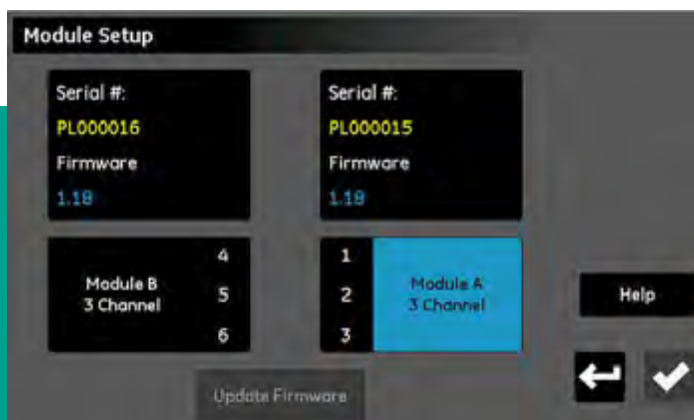 Module Setup
Serial #:
PL000016
Firmware
1.18
Serial #:
PL000015
Firmware
1.18
Module B
3 Channel
4
5
6
1
2
3
Module A
3 Channel
Help
Update Firmware